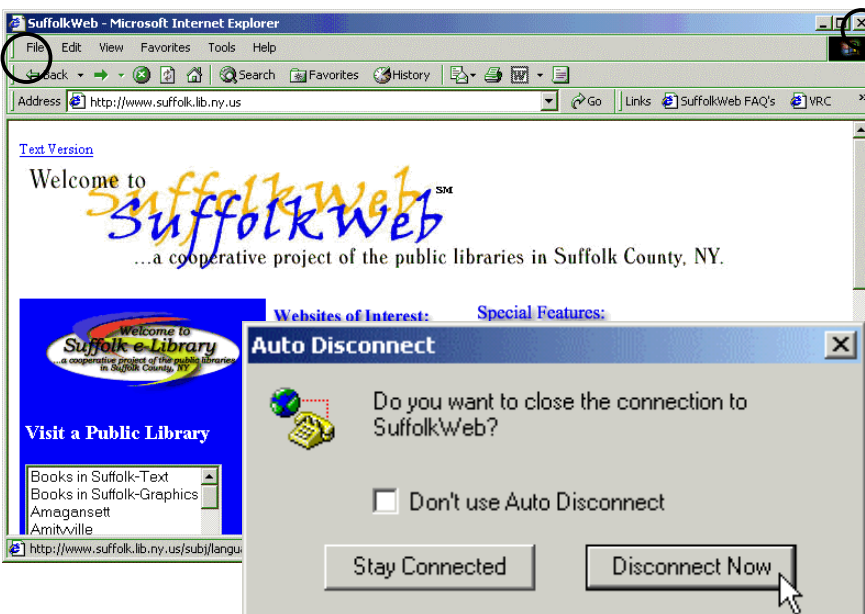 SuffolkWeb - Microsoft Internet Explorer
File Edit View Favorites Tools Help
Back Search Favorites History
Address http://www.suffolk.lib.ny.us Go Links SuffolkWeb FAQ's VRC »
Text Version
Welcome to
SuffolkWeb SM
...a cooperative project of the public libraries in Suffolk County, NY.
Welcome to
Suffolk e-Library
...a cooperative project of the public libraries
in Suffolk County, NY
Visit a Public Library
Books in Suffolk-Text
Books in Suffolk-Graphics
Amagansett
Amityville
Websites of Interest:
Special Features:
http://www.suffolk.lib.ny.us/subj/langu
Auto Disconnect
Do you want to close the connection to
SuffolkWeb?
Don't use Auto Disconnect
Stay Connected
Disconnect Now